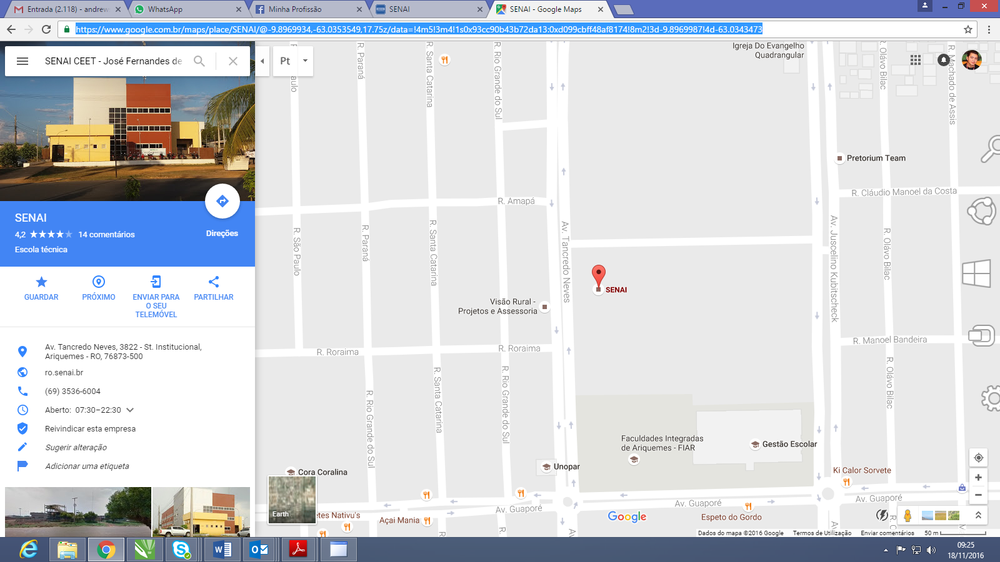 Entrada (2.118) - andrew
WhatsApp
Minha Profissão
SENAI
SENAI - Google Maps
https://www.google.com.br/maps/place/SENAI/@-9.8969934,-63.0353549,17.75z/data=!4m5!3m4!1s0x93cc90b43b72da13:0xd099cbff48af8174!8m2!3d-9.8969987!4d-63.0343473
SENAI CEET - José Fernandes de
Pt
SENAI
4,2
14 comentários
Escola técnica
Direções
GUARDAR
PRÓXIMO
ENVIAR PARA
O SEU
TELEMÓVEL
PARTILHAR
Av. Tancredo Neves, 3822 - St. Institucional,
Ariquemes - RO, 76873-500
ro.senai.br
(69) 3536-6004
Aberto: 07:30–22:30
Reivindicar esta empresa
Sugerir alteração
Adicionar uma etiqueta
Igreja Do Evangelho
Quadrangular
Paulo
R. Paraná
R. Santa Catarina
R. Rio Grande do Sul
R. Olávo Bilac
R. Machado de Assis
Pretorium Team
R. Cláudio Manoel da Costa
R. Amapá
R. São Paulo
R. Paraná
R. Santa Catarina
Av. Tancredo Neves
Av. Juscelino Kubitscheck
R. Olávo Bilac
SENAI
Visão Rural -
Projetos e Assessoria
R. Manoel Bandeira
R. Roraima
R. Roraima
R. Rio Grande do Sul
R. Santa Catarina
R. Rio Grande do Sul
R. Olávo Bilac
Faculdades Integradas
de Ariquemes - FIAR
Gestão Escolar
Unopar
Cora Coralina
Ki Calor Sorvete
Av. Guaporé
Av. Guaporé
Av. Guaporé
etes Nativu's
Açai Mania
Espeto do Gordo
Earth
Google
Dados do mapa ©2016 Google
Termos de Utilização
Enviar comentários
50 m
09:25
18/11/2016